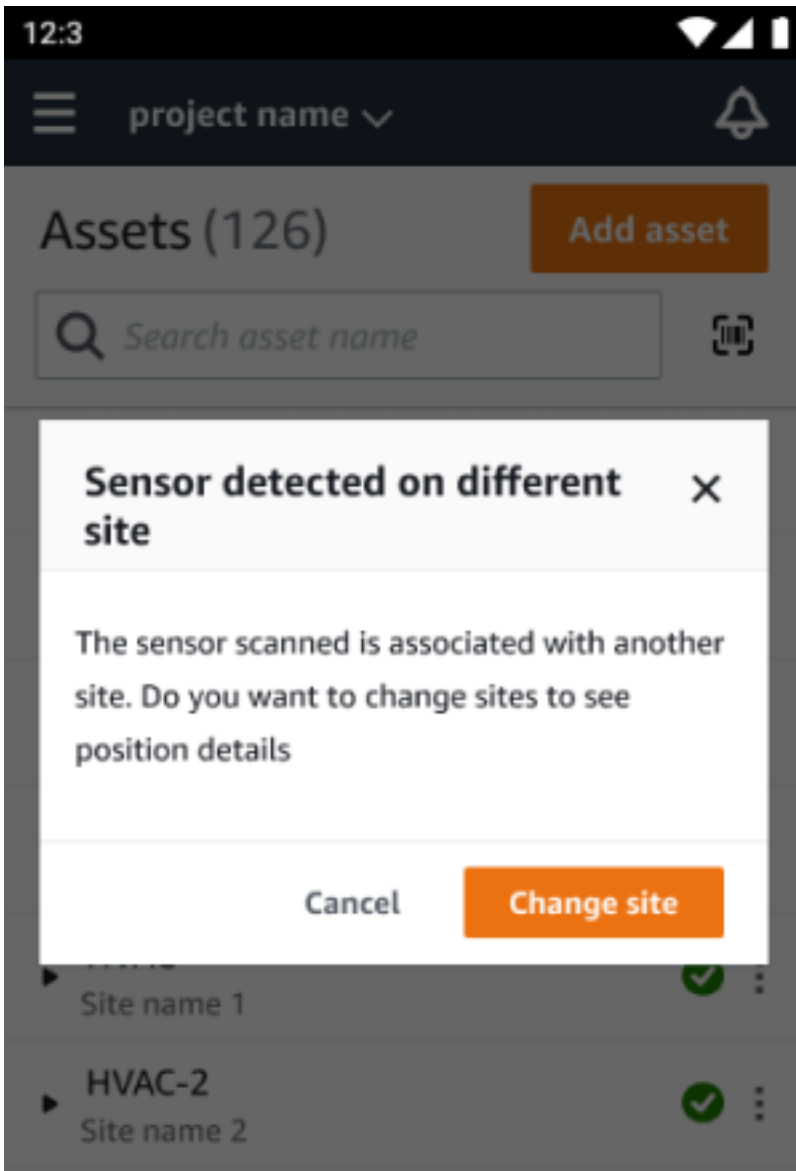 12:3
project name
Assets (126)
Add asset
Search asset name
Sensor detected on different
site
The sensor scanned is associated with another
site. Do you want to change sites to see
position details
Cancel
Change site
Site name 1
HVAC-2
Site name 2